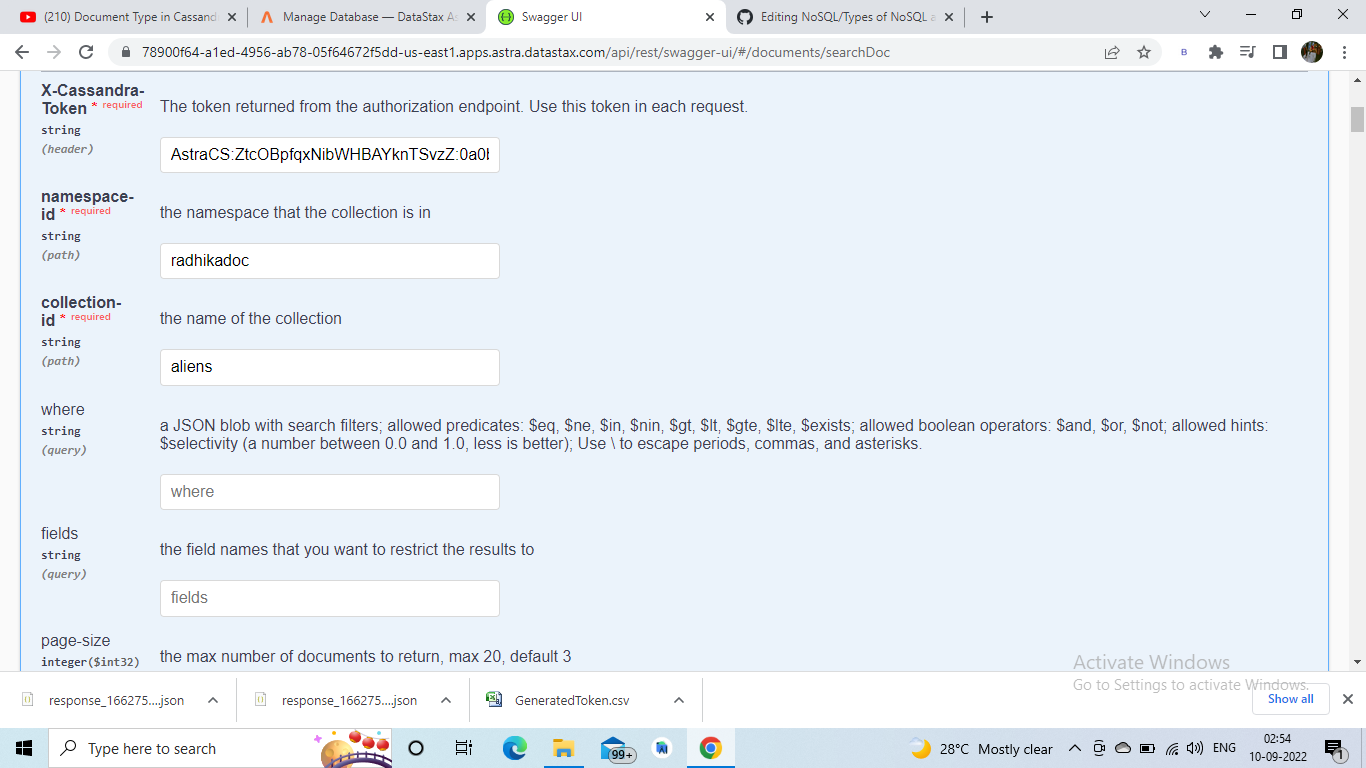 (210) Document Type in Cassand
Manage Database — DataStax As
Swagger UI
Editing NoSQL/Types of NoSQL a
78900f64-a1ed-4956-ab78-05f64672f5dd-us-east1.apps.astra.datastax.com/api/rest/swagger-ui/#/documents/searchDoc
B
X-Cassandra-
Token * required
The token returned from the authorization endpoint. Use this token in each request.
string
(header)
AstraCS:ZtcOBpfqxNibWHBAYknTSvzZ:0a0l
namespace-
id * required
the namespace that the collection is in
string
(path)
radhikadoc
collection-
id * required
the name of the collection
string
(path)
aliens
where
string
(query)
a JSON blob with search filters; allowed predicates: $eq, $ne, $in, $nin, $gt, $lt, $gte, $lte, $exists; allowed boolean operators: $and, $or, $not; allowed hints:
$selectivity (a number between 0.0 and 1.0, less is better); Use \ to escape periods, commas, and asterisks.
where
fields
string
(query)
the field names that you want to restrict the results to
fields
page-size
integer($int32)
the max number of documents to return, max 20, default 3
Activate Windows
Go to Settings to activate Windows.
response_166275....json
response_166275....json
GeneratedToken.csv
Show all
Type here to search
99+
28°C Mostly clear
ENG
02:54
10-09-2022
1